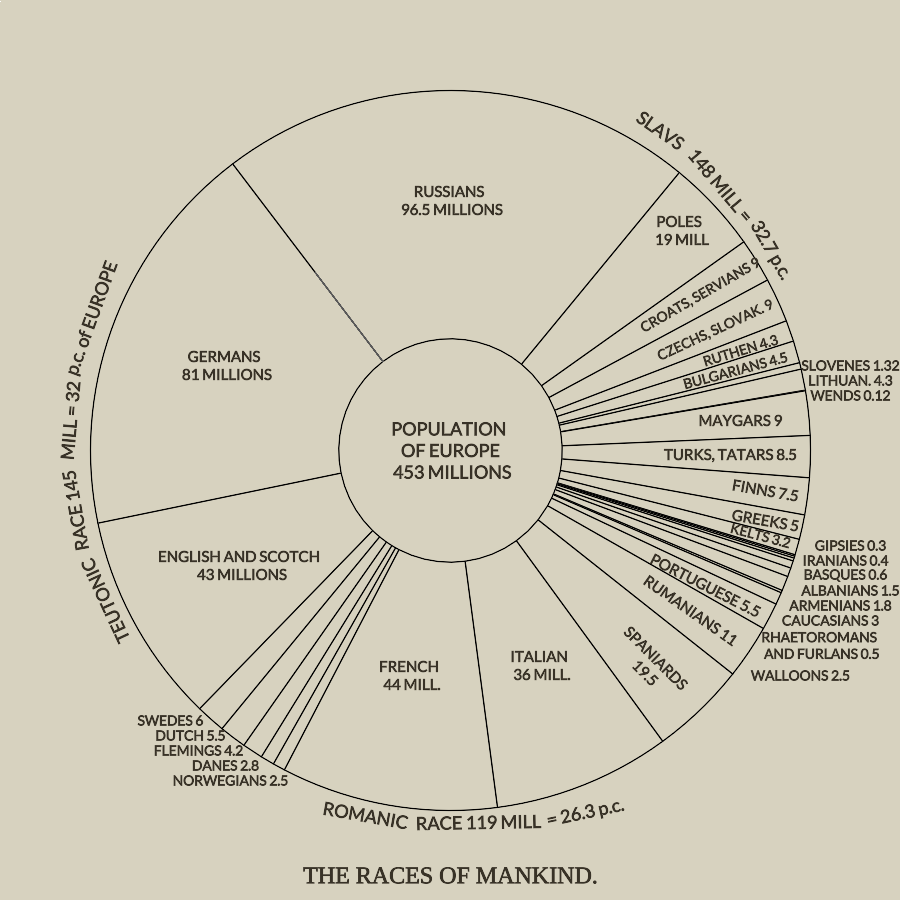 SLAVS 148 MILL = 32.7 p.c.
RUSSIANS
96.5 MILLIONS
POLES
19 MILL
CROATS, SERVIANS 9
CZECHS, SLOVAK. 9
RUTHEN 4.3
BULGARIANS 4.5
SLOVENES 1.32
LITHUAN. 4.3
WENDS 0.12
MAYGARS 9
TURKS, TATARS 8.5
FINNS 7.5
GREEKS 5
KELTS 3.2
GIPSIES 0.3
IRANIANS 0.4
BASQUES 0.6
ALBANIANS 1.5
ARMENIANS 1.8
CAUCASIANS 3
RHAETOROMANS
AND FURLANS 0.5
WALLOONS 2.5
PORTUGUESE 5.5
RUMANIANS 11
SPANIARDS
19.5
ITALIAN
36 MILL.
FRENCH
44 MILL.
ROMANIC RACE 119 MILL = 26.3 p.c.
NORWEGIANS 2.5
DANES 2.8
FLEMINGS 4.2
DUTCH 5.5
SWEDES 6
ENGLISH AND SCOTCH
43 MILLIONS
GERMANS
81 MILLIONS
TEUTONIC RACE 145 MILL = 32 p.c. of EUROPE
POPULATION
OF EUROPE
453 MILLIONS
THE RACES OF MANKIND.